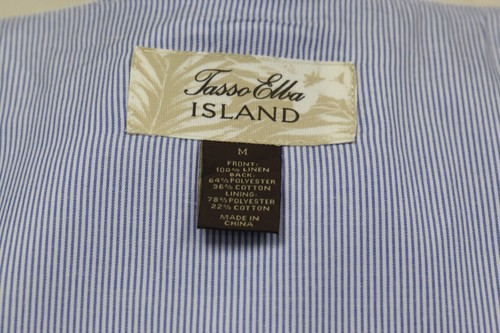 Tasso Elba
ISLAND
M
FRONT:
100% LINEN
BACK:
64% POLYESTER
36% COTTON
LINING:
78% POLYESTER
22% COTTON
MADE IN
CHINA